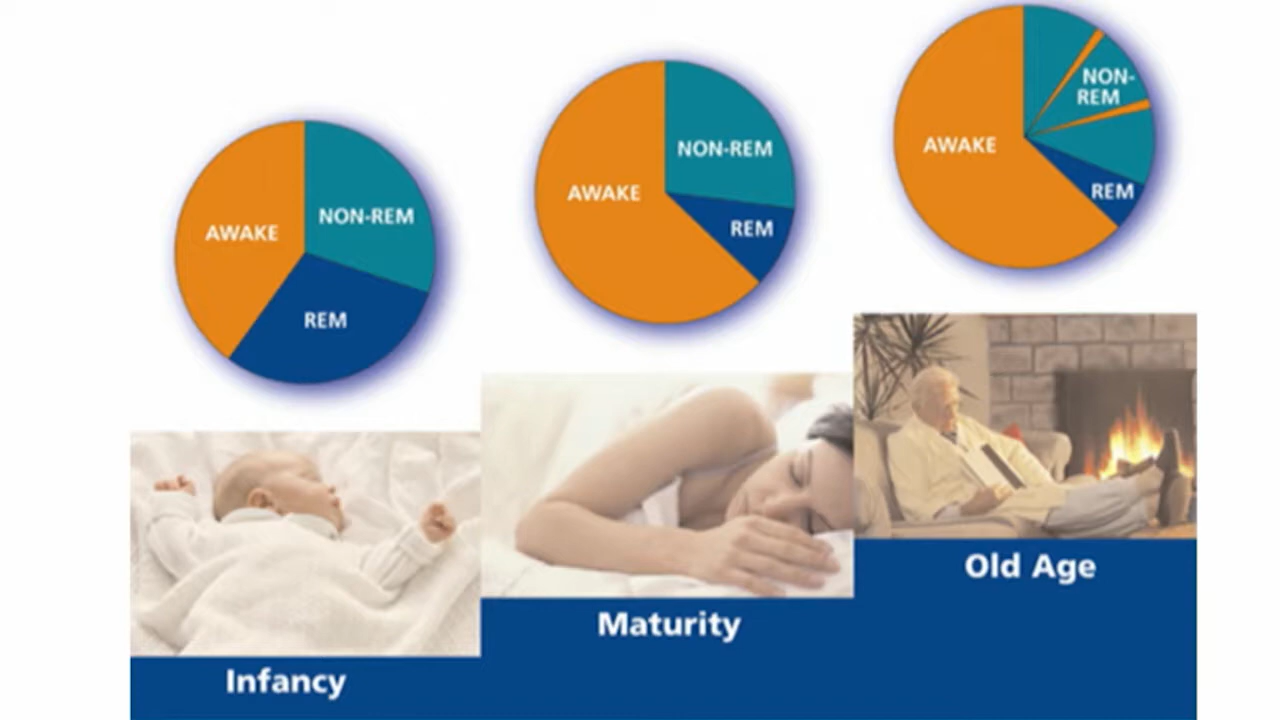 AWAKE
NON-REM
REM
Infancy
AWAKE
NON-REM
REM
Maturity
AWAKE
NON-
REM
REM
Old Age